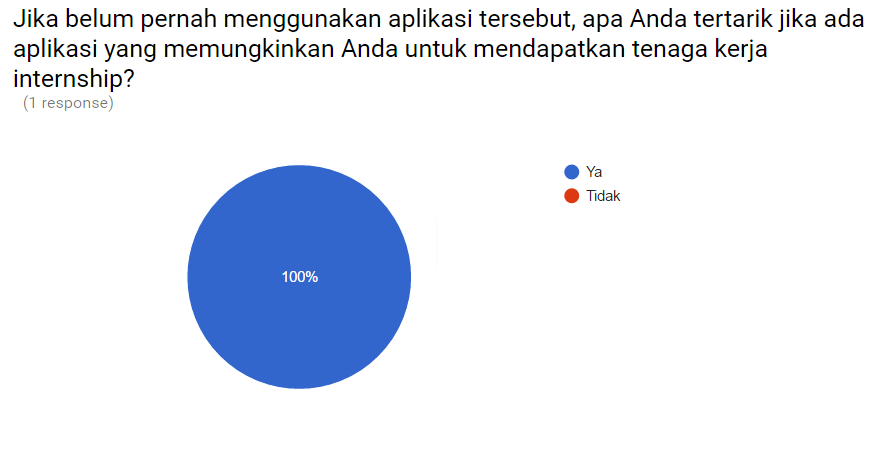 Jika belum pernah menggunakan aplikasi tersebut, apa Anda tertarik jika ada
aplikasi yang memungkinkan Anda untuk mendapatkan tenaga kerja
internship?
(1 response)
Ya
Tidak
100%